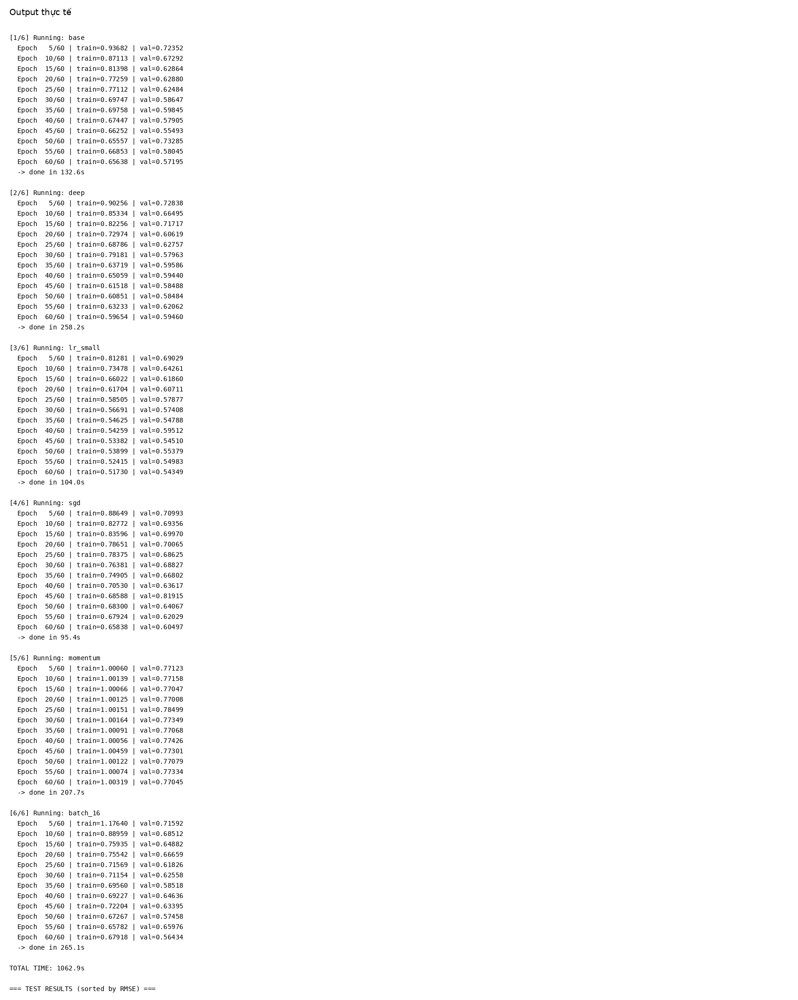 Output thực tế
[1/6] Running: base
  Epoch   5/60 | train=0.93682 | val=0.72352
  Epoch  10/60 | train=0.87113 | val=0.67292
  Epoch  15/60 | train=0.81398 | val=0.62864
  Epoch  20/60 | train=0.77259 | val=0.62880
  Epoch  25/60 | train=0.77112 | val=0.62484
  Epoch  30/60 | train=0.69747 | val=0.58647
  Epoch  35/60 | train=0.69758 | val=0.59845
  Epoch  40/60 | train=0.67447 | val=0.57905
  Epoch  45/60 | train=0.66252 | val=0.55493
  Epoch  50/60 | train=0.65557 | val=0.73285
  Epoch  55/60 | train=0.66853 | val=0.58045
  Epoch  60/60 | train=0.65638 | val=0.57195
  -> done in 132.6s
[2/6] Running: deep
  Epoch   5/60 | train=0.90256 | val=0.72838
  Epoch  10/60 | train=0.85334 | val=0.66495
  Epoch  15/60 | train=0.82256 | val=0.71717
  Epoch  20/60 | train=0.72974 | val=0.60619
  Epoch  25/60 | train=0.68786 | val=0.62757
  Epoch  30/60 | train=0.79181 | val=0.57963
  Epoch  35/60 | train=0.63719 | val=0.59586
  Epoch  40/60 | train=0.65059 | val=0.59440
  Epoch  45/60 | train=0.61518 | val=0.58488
  Epoch  50/60 | train=0.60851 | val=0.58484
  Epoch  55/60 | train=0.63233 | val=0.62062
  Epoch  60/60 | train=0.59654 | val=0.59460
  -> done in 258.2s
[3/6] Running: lr_small
  Epoch   5/60 | train=0.81281 | val=0.69029
  Epoch  10/60 | train=0.73478 | val=0.64261
  Epoch  15/60 | train=0.66022 | val=0.61860
  Epoch  20/60 | train=0.61704 | val=0.60711
  Epoch  25/60 | train=0.58505 | val=0.57877
  Epoch  30/60 | train=0.56691 | val=0.57408
  Epoch  35/60 | train=0.54625 | val=0.54788
  Epoch  40/60 | train=0.54259 | val=0.59512
  Epoch  45/60 | train=0.53382 | val=0.54510
  Epoch  50/60 | train=0.53899 | val=0.55379
  Epoch  55/60 | train=0.52415 | val=0.54983
  Epoch  60/60 | train=0.51730 | val=0.54349
  -> done in 104.0s
[4/6] Running: sgd
  Epoch   5/60 | train=0.88649 | val=0.70993
  Epoch  10/60 | train=0.82772 | val=0.69356
  Epoch  15/60 | train=0.83596 | val=0.69970
  Epoch  20/60 | train=0.78651 | val=0.70065
  Epoch  25/60 | train=0.78375 | val=0.68625
  Epoch  30/60 | train=0.76381 | val=0.68827
  Epoch  35/60 | train=0.74905 | val=0.66802
  Epoch  40/60 | train=0.70530 | val=0.63617
  Epoch  45/60 | train=0.68588 | val=0.81915
  Epoch  50/60 | train=0.68300 | val=0.64067
  Epoch  55/60 | train=0.67924 | val=0.62029
  Epoch  60/60 | train=0.65838 | val=0.60497
  -> done in 95.4s
[5/6] Running: momentum
  Epoch   5/60 | train=1.00060 | val=0.77123
  Epoch  10/60 | train=1.00139 | val=0.77158
  Epoch  15/60 | train=1.00066 | val=0.77047
  Epoch  20/60 | train=1.00125 | val=0.77008
  Epoch  25/60 | train=1.00151 | val=0.78499
  Epoch  30/60 | train=1.00164 | val=0.77349
  Epoch  35/60 | train=1.00091 | val=0.77068
  Epoch  40/60 | train=1.00056 | val=0.77426
  Epoch  45/60 | train=1.00459 | val=0.77301
  Epoch  50/60 | train=1.00122 | val=0.77079
  Epoch  55/60 | train=1.00074 | val=0.77334
  Epoch  60/60 | train=1.00319 | val=0.77045
  -> done in 207.7s
[6/6] Running: batch_16
  Epoch   5/60 | train=1.17640 | val=0.71592
  Epoch  10/60 | train=0.88959 | val=0.68512
  Epoch  15/60 | train=0.75935 | val=0.64882
  Epoch  20/60 | train=0.75542 | val=0.66659
  Epoch  25/60 | train=0.71569 | val=0.61826
  Epoch  30/60 | train=0.71154 | val=0.62558
  Epoch  35/60 | train=0.69560 | val=0.58518
  Epoch  40/60 | train=0.69227 | val=0.64636
  Epoch  45/60 | train=0.72204 | val=0.63395
  Epoch  50/60 | train=0.67267 | val=0.57458
  Epoch  55/60 | train=0.65782 | val=0.65976
  Epoch  60/60 | train=0.67918 | val=0.56434
  -> done in 265.1s
TOTAL TIME: 1062.9s
=== TEST RESULTS (sorted by RMSE) ===